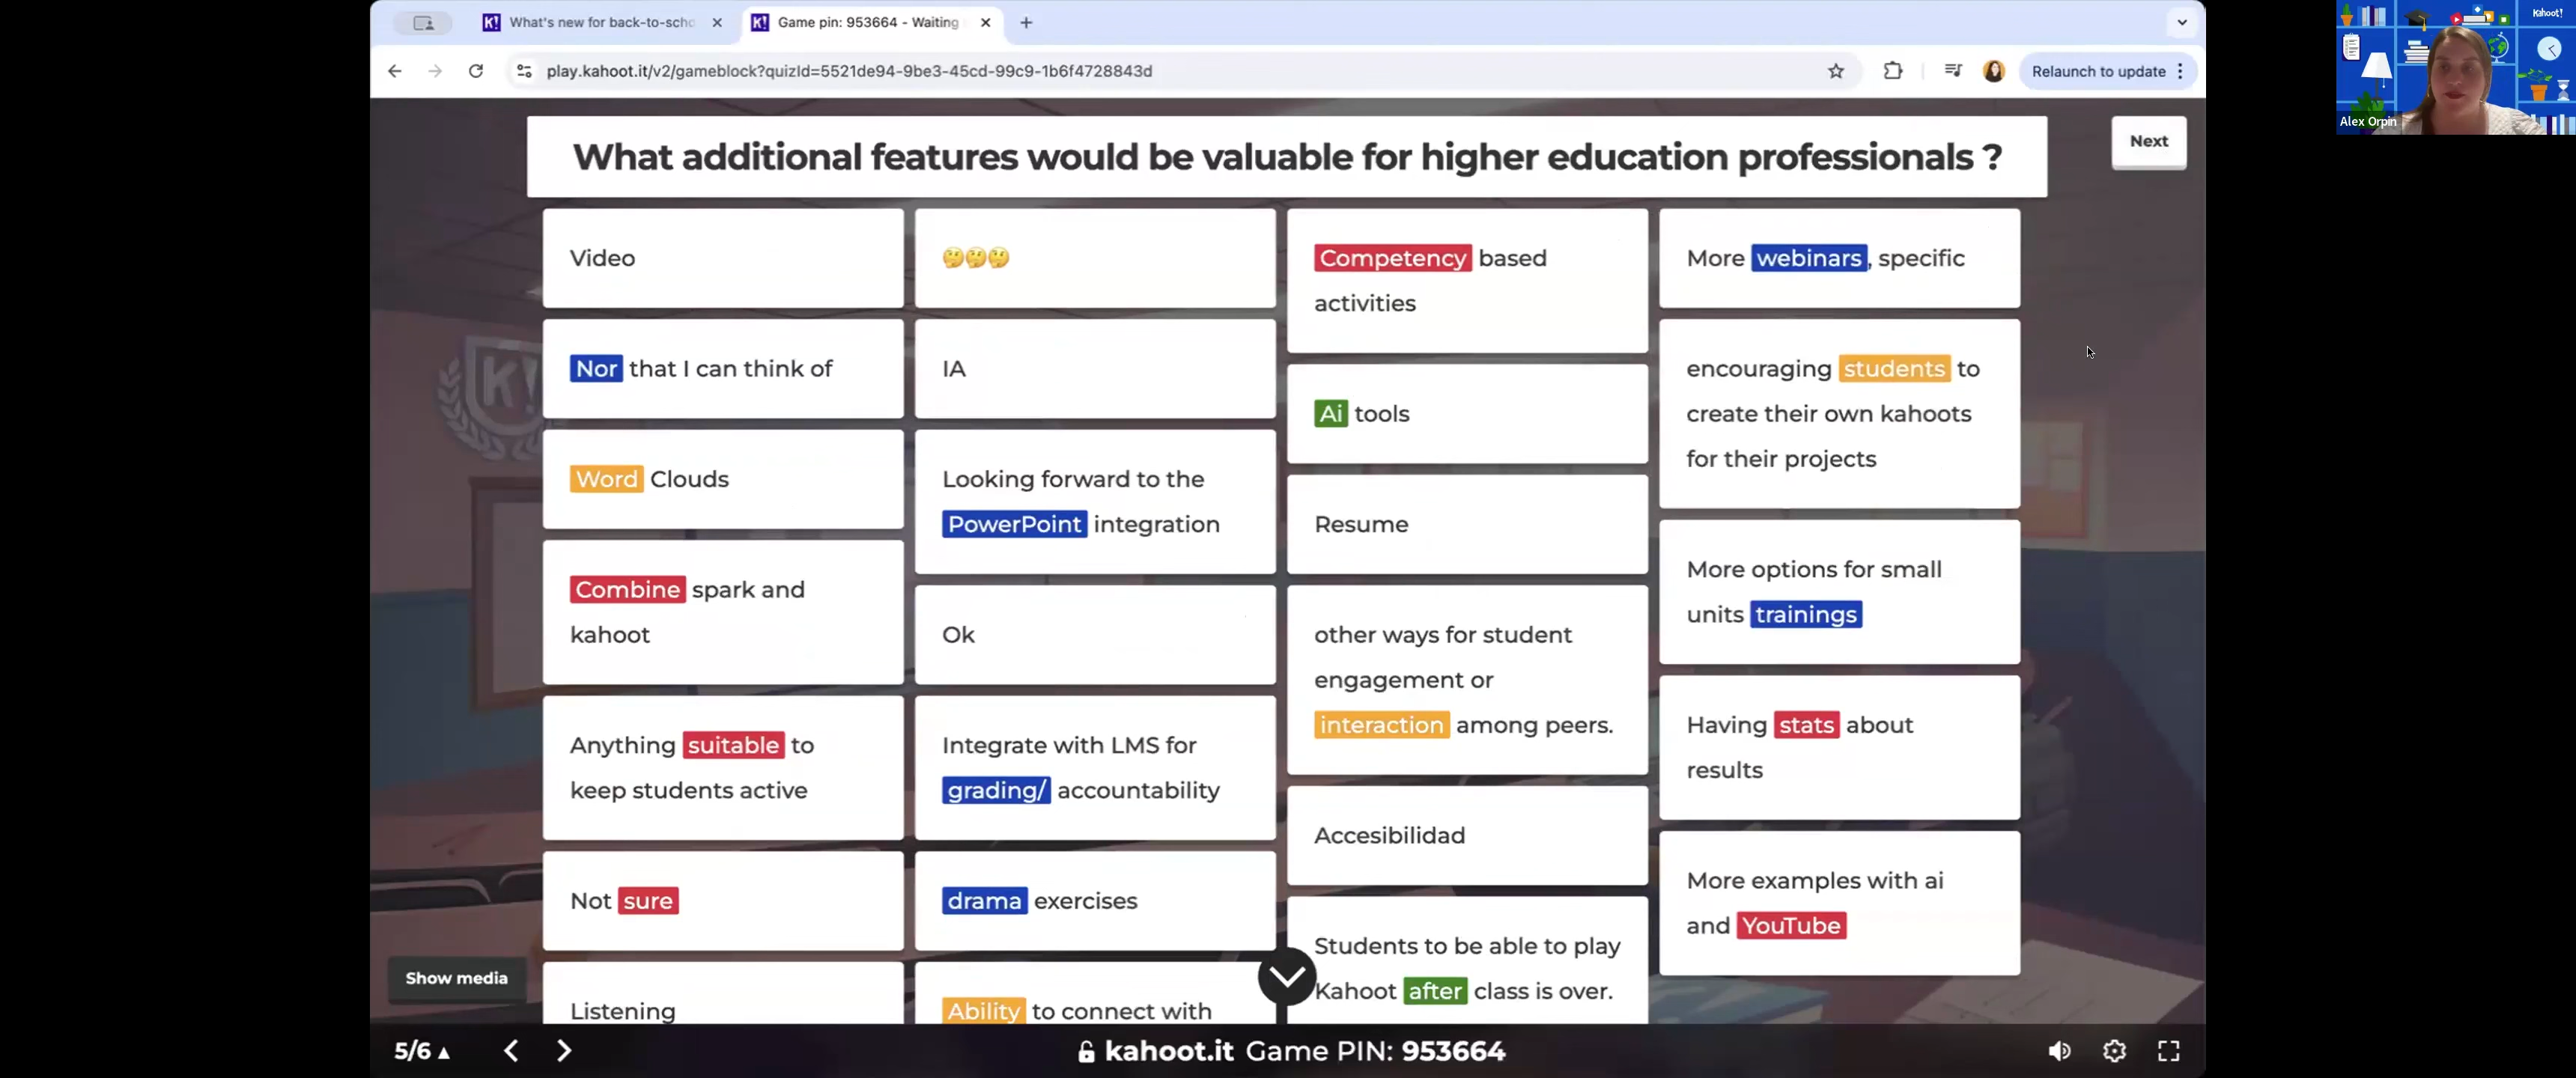 What's new for back-to-scho
Game pin: 953664 - Waiting
play.kahoot.it/v2/gameblock?quizId=5521de94-9be3-45cd-99c9-1b6f4728843d
Relaunch to update
Kahoot!
Alex Orpin
What additional features would be valuable for higher education professionals ?
Next
Video
Nor that I can think of
Word Clouds
Combine spark and
kahoot
Anything suitable to
keep students active
Not sure
Listening
🤔🤔🤔
IA
Looking forward to the
PowerPoint integration
Ok
Integrate with LMS for
grading/ accountability
drama exercises
Ability to connect with
Competency based
activities
Ai tools
Resume
other ways for student
engagement or
interaction among peers.
Accesibilidad
Students to be able to play
Kahoot after class is over.
More webinars, specific
encouraging students to
create their own kahoots
for their projects
More options for small
units trainings
Having stats about
results
More examples with ai
and YouTube
K!
Show media
5/6
kahoot.it Game PIN: 953664